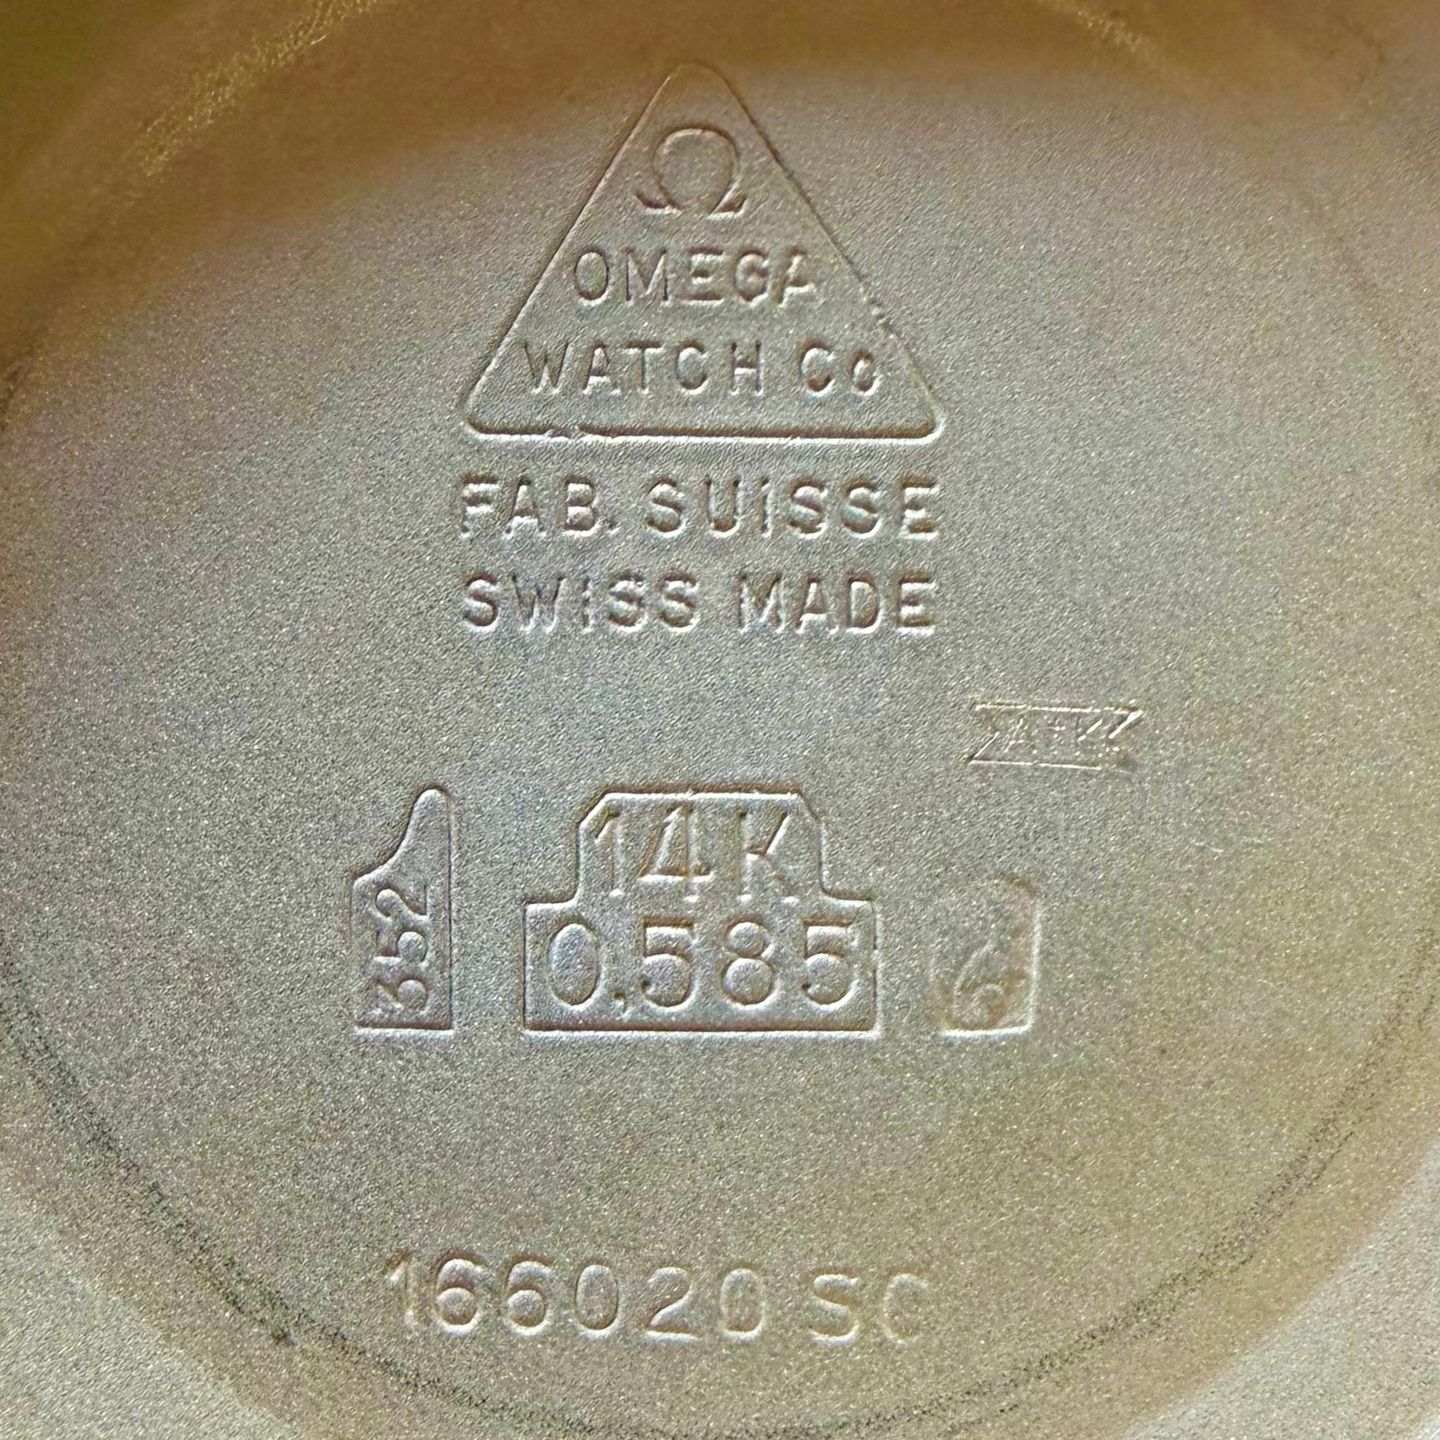 Ω
OMEGA
WATCH Co
FAB. SUISSE
SWISS MADE
352
14K
0,585
166020 SC